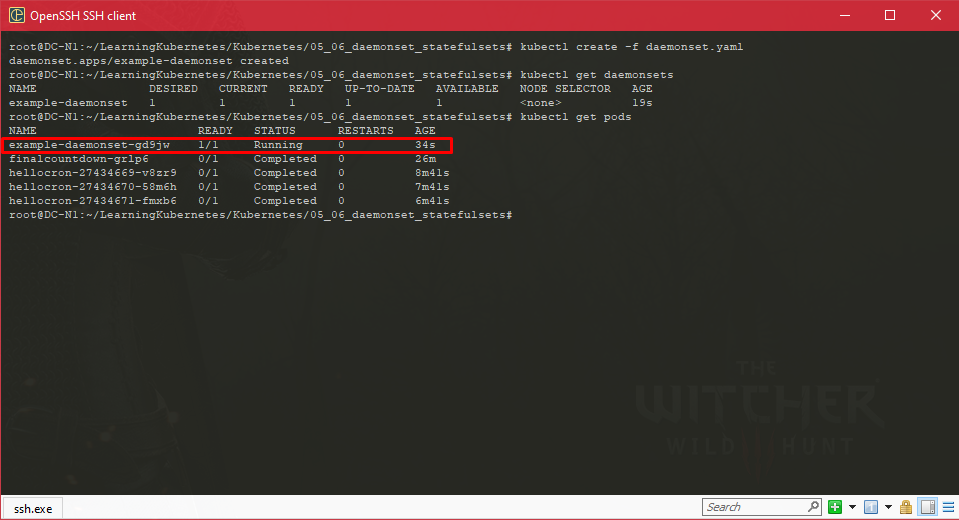 OpenSSH SSH client
root@DC-N1:~/LearningKubernetes/Kubernetes/05_06_daemonset_statefulsets# kubectl create -f daemonset.yaml
daemonset.apps/example-daemonset created
root@DC-N1:~/LearningKubernetes/Kubernetes/05_06_daemonset_statefulsets# kubectl get daemonsets
NAME DESIRED CURRENT READY UP-TO-DATE AVAILABLE NODE SELECTOR AGE
example-daemonset 1 1 1 1 1 <none> 19s
root@DC-N1:~/LearningKubernetes/Kubernetes/05_06_daemonset_statefulsets# kubectl get pods
NAME READY STATUS RESTARTS AGE
example-daemonset-gd9jw 1/1 Running 0 34s
finalcountdown-grlp6 0/1 Completed 0 26m
hellocron-27434669-v8zr9 0/1 Completed 0 8m41s
hellocron-27434670-58m6h 0/1 Completed 0 7m41s
hellocron-27434671-fmxb6 0/1 Completed 0 6m41s
root@DC-N1:~/LearningKubernetes/Kubernetes/05_06_daemonset_statefulsets#
THE
WITCHER
WILD HUNT
ssh.exe
Search